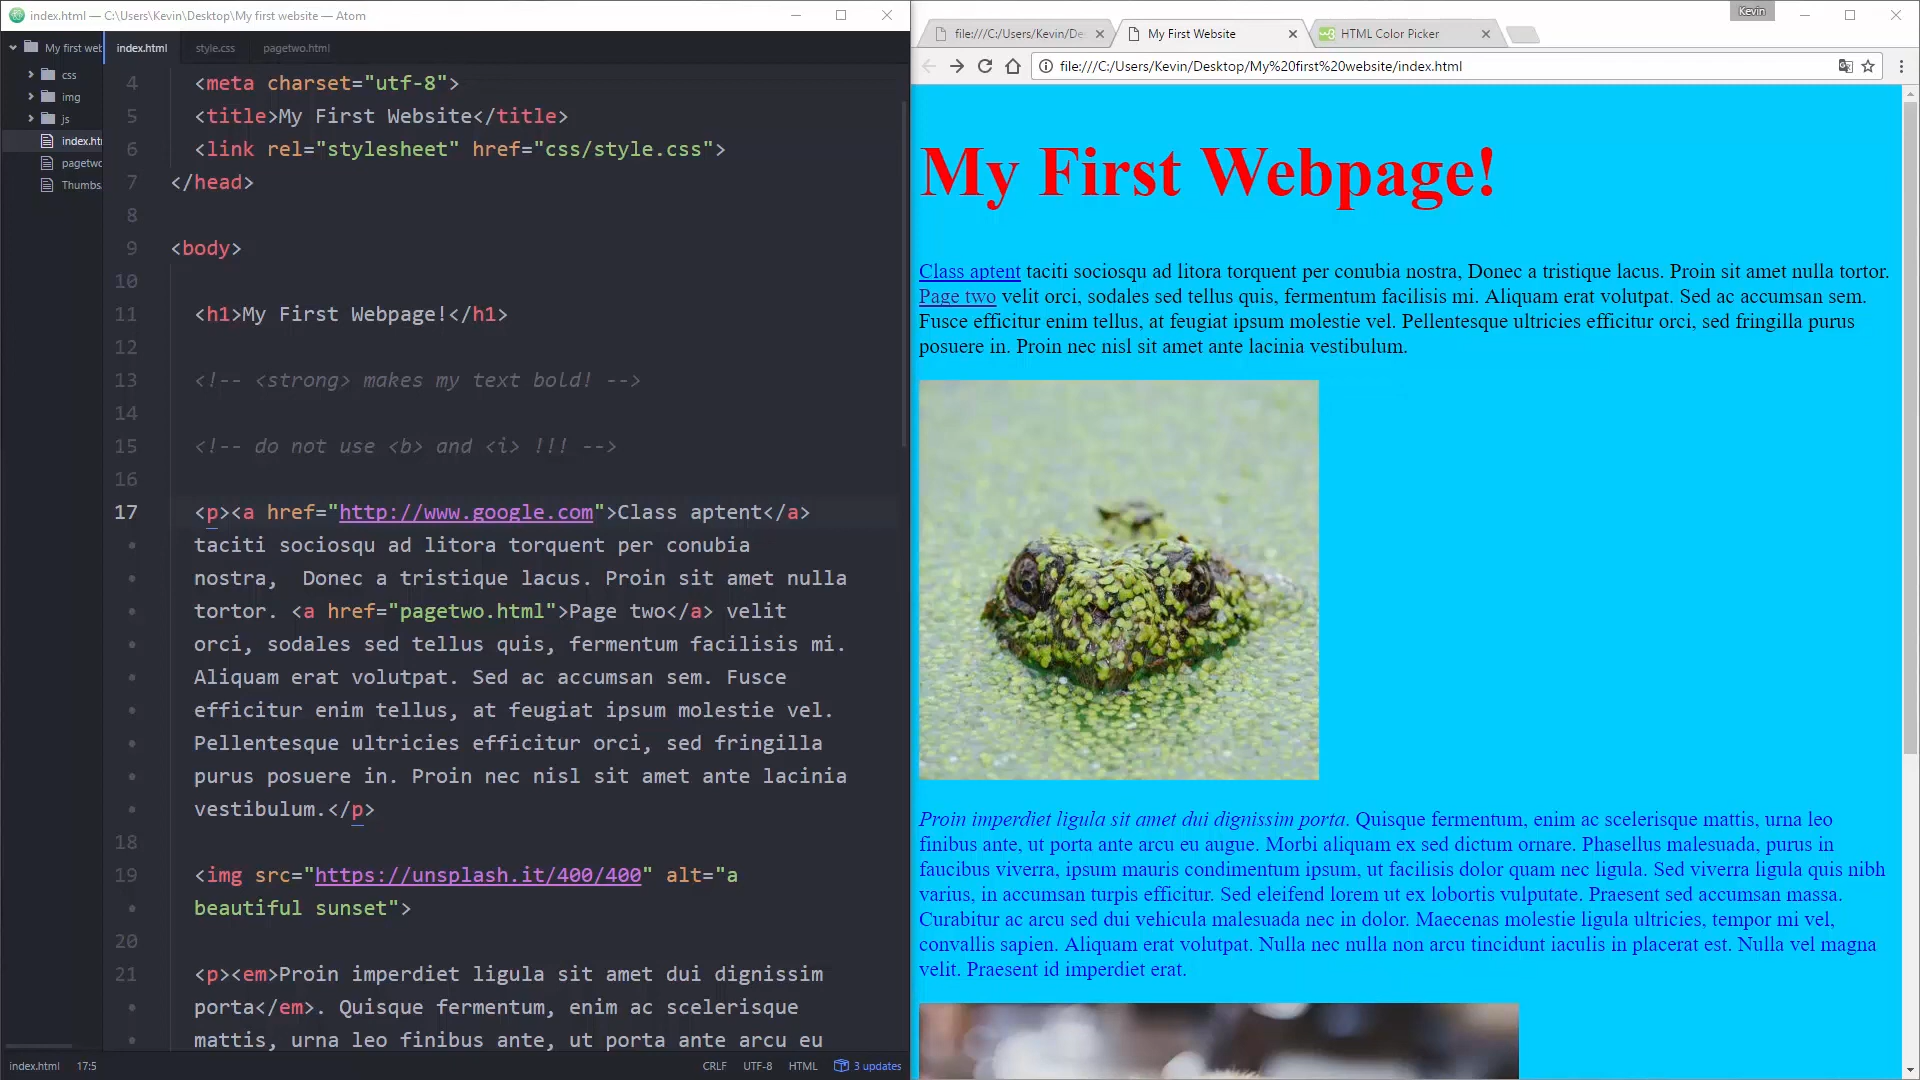 index.html — C:\Users\Kevin\Desktop\My first website — Atom
My first wet
css
img
js
index.htn
pagetwo
Thumbs.
index.html
style.css
pagetwo.html
4 <meta charset="utf-8">
5 <title>My First Website</title>
6 <link rel="stylesheet" href="css/style.css">
7 </head>
8
9 <body>
10
11 <h1>My First Webpage!</h1>
12
13 <!-- <strong> makes my text bold! -->
14
15 <!-- do not use <b> and <i> !!! -->
16
17 <p><a href="http://www.google.com">Class aptent</a>
taciti sociosqu ad litora torquent per conubia
nostra,  Donec a tristique lacus. Proin sit amet nulla
tortor. <a href="pagetwo.html">Page two</a> velit
orci, sodales sed tellus quis, fermentum facilisis mi.
Aliquam erat volutpat. Sed ac accumsan sem. Fusce
efficitur enim tellus, at feugiat ipsum molestie vel.
Pellentesque ultricies efficitur orci, sed fringilla
purus posuere in. Proin nec nisl sit amet ante lacinia
vestibulum.</p>
18
19 <img src="https://unsplash.it/400/400" alt="a
beautiful sunset">
20
21 <p><em>Proin imperdiet ligula sit amet dui dignissim
porta</em>. Quisque fermentum, enim ac scelerisque
mattis, urna leo finibus ante, ut porta ante arcu eu
index.html 17:5 CRLF UTF-8 HTML 3 updates
Kevin
file:///C:/Users/Kevin/De
My First Website
HTML Color Picker
file:///C:/Users/Kevin/Desktop/My%20first%20website/index.html
My First Webpage!
Class aptent taciti sociosqu ad litora torquent per conubia nostra, Donec a tristique lacus. Proin sit amet nulla tortor.
Page two velit orci, sodales sed tellus quis, fermentum facilisis mi. Aliquam erat volutpat. Sed ac accumsan sem.
Fusce efficitur enim tellus, at feugiat ipsum molestie vel. Pellentesque ultricies efficitur orci, sed fringilla purus
posuere in. Proin nec nisl sit amet ante lacinia vestibulum.
Proin imperdiet ligula sit amet dui dignissim porta. Quisque fermentum, enim ac scelerisque mattis, urna leo
finibus ante, ut porta ante arcu eu augue. Morbi aliquam ex sed dictum ornare. Phasellus malesuada, purus in
faucibus viverra, ipsum mauris condimentum ipsum, ut facilisis dolor quam nec ligula. Sed viverra ligula quis nibh
varius, in accumsan turpis efficitur. Sed eleifend lorem ut ex lobortis vulputate. Praesent sed accumsan massa.
Curabitur ac arcu sed dui vehicula malesuada nec in dolor. Maecenas molestie ligula ultricies, tempor mi vel,
convallis sapien. Aliquam erat volutpat. Nulla nec nulla non arcu tincidunt iaculis in placerat est. Nulla vel magna
velit. Praesent id imperdiet erat.